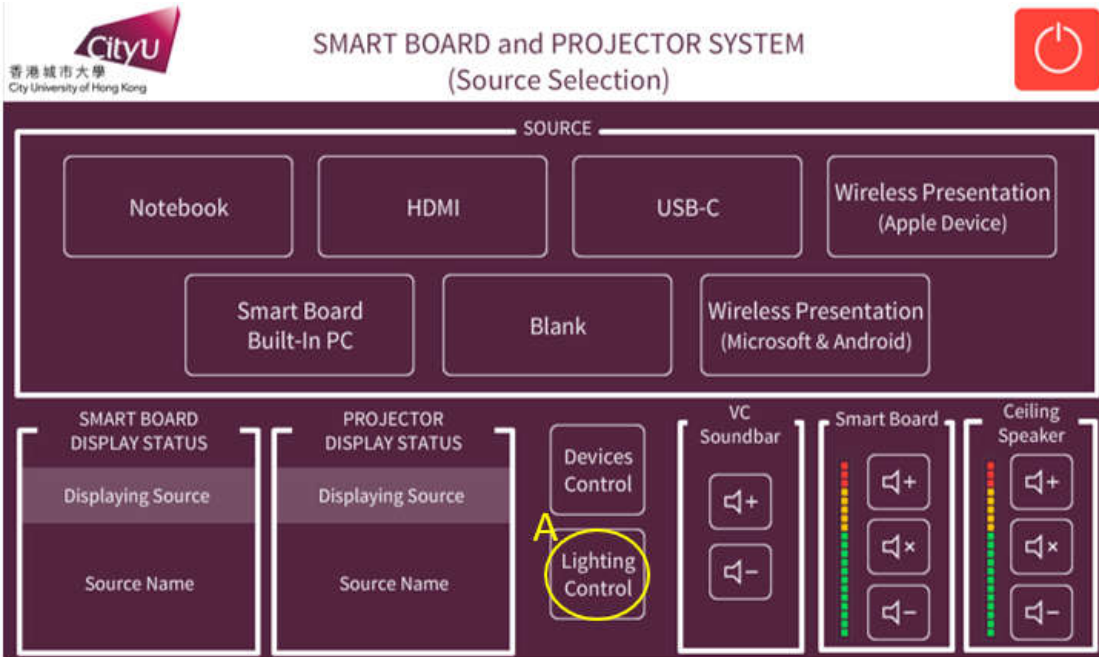 CityU
香港城市大學
City University of Hong Kong
SMART BOARD and PROJECTOR SYSTEM
(Source Selection)
SOURCE
Notebook
HDMI
USB-C
Wireless Presentation
(Apple Device)
Smart Board
Built-In PC
Blank
Wireless Presentation
(Microsoft & Android)
SMART BOARD
DISPLAY STATUS
Displaying Source
Source Name
PROJECTOR
DISPLAY STATUS
Displaying Source
Source Name
Devices
Control
A
Lighting
Control
VC
Soundbar
+
-
Smart Board
+
×
-
Ceiling
Speaker
+
×
-